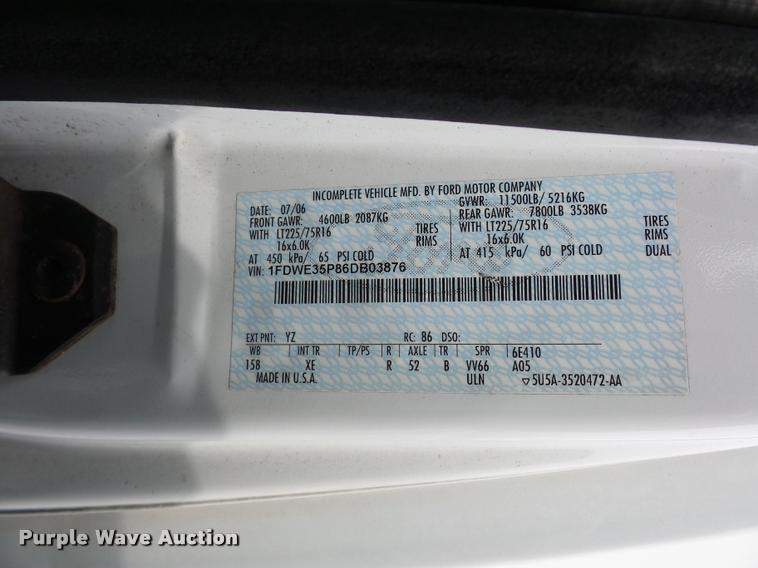 INCOMPLETE VEHICLE MFD. BY FORD MOTOR COMPANY
DATE: 07/06 GVWR: 11500LB/ 5216KG
FRONT GAWR: 4600LB 2087KG REAR GAWR: 7800LB 3538KG
WITH LT225/75R16 TIRES WITH LT225/75R16 TIRES
16x6.0K RIMS 16x6.0K RIMS
AT 450 kPa/ 65 PSI COLD AT 415 kPa/ 60 PSI COLD DUAL
VIN: 1FDWE35P86DB03876
EXT PNT: YZ RC: 86 DSO:
WB INT TR TP/PS R AXLE TR SPR 6E410
158 XE R 52 B VV66 A05
MADE IN U.S.A. ULN ▽5U5A-3520472-AA
Purple Wave Auction